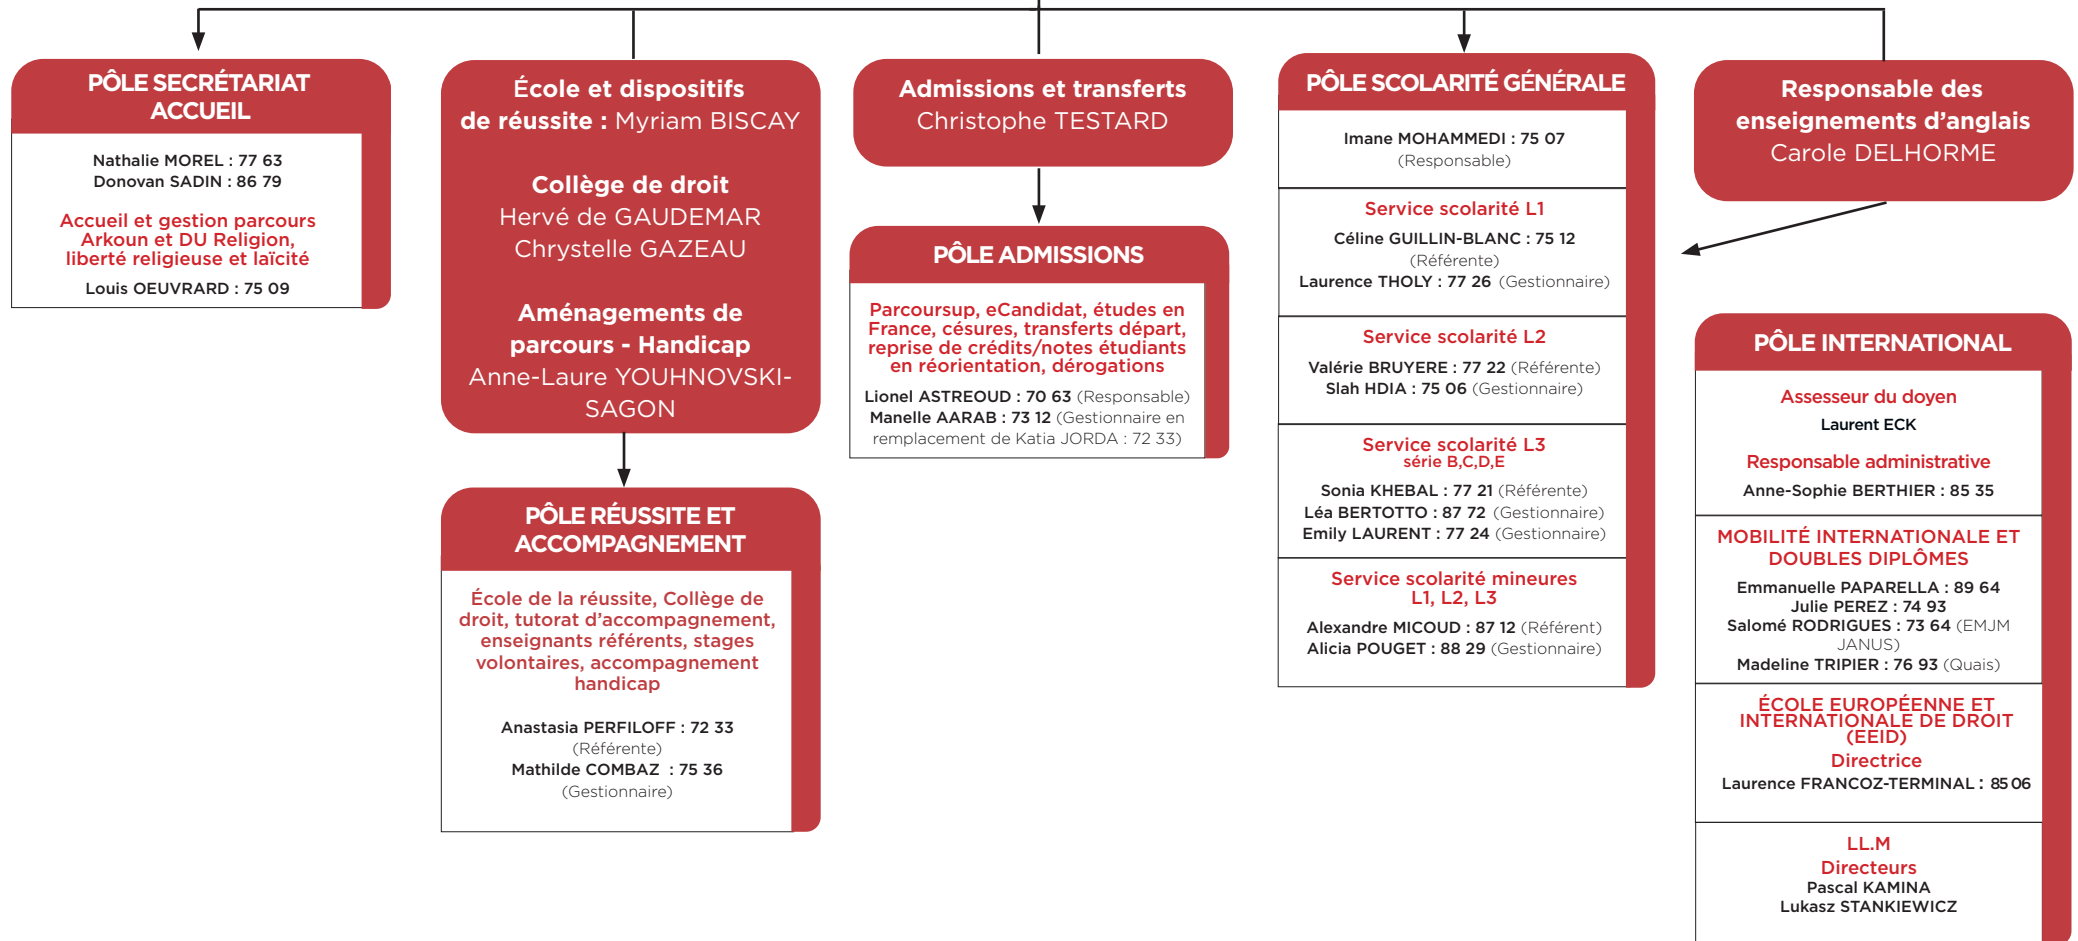 PÔLE SECRÉTARIAT
ACCUEIL
Nathalie MOREL : 77 63
Donovan SADIN : 86 79
Accueil et gestion parcours
Arkoun et DU Religion,
liberté religieuse et laïcité
Louis OEUVRARD : 75 09
École et dispositifs
de réussite : Myriam BISCAY
Collège de droit
Hervé de GAUDEMAR
Chrystelle GAZEAU
Aménagements de
parcours - Handicap
Anne-Laure YOUHNOVSKI-
SAGON
PÔLE RÉUSSITE ET
ACCOMPAGNEMENT
École de la réussite, Collège de
droit, tutorat d'accompagnement,
enseignants référents, stages
volontaires, accompagnement
handicap
Anastasia PERFILOFF : 72 33
(Référente)
Mathilde COMBAZ : 75 36
(Gestionnaire)
Admissions et transferts
Christophe TESTARD
PÔLE ADMISSIONS
Parcoursup, eCandidat, études en
France, césures, transferts départ,
reprise de crédits/notes étudiants
en réorientation, dérogations
Lionel ASTREOUD : 70 63 (Responsable)
Manelle AARAB : 73 12 (Gestionnaire en
remplacement de Katia JORDA : 72 33)
PÔLE SCOLARITÉ GÉNÉRALE
Imane MOHAMMEDI : 75 07
(Responsable)
Service scolarité L1
Céline GUILLIN-BLANC : 75 12
(Référente)
Laurence THOLY : 77 26 (Gestionnaire)
Service scolarité L2
Valérie BRUYERE : 77 22 (Référente)
Slah HDIA : 75 06 (Gestionnaire)
Service scolarité L3
série B,C,D,E
Sonia KHEBAL : 77 21 (Référente)
Léa BERTOTTO : 87 72 (Gestionnaire)
Emily LAURENT : 77 24 (Gestionnaire)
Service scolarité mineures
L1, L2, L3
Alexandre MICOUD : 87 12 (Référent)
Alicia POUGET : 88 29 (Gestionnaire)
Responsable des
enseignements d'anglais
Carole DELHORME
PÔLE INTERNATIONAL
Assesseur du doyen
Laurent ECK
Responsable administrative
Anne-Sophie BERTHIER : 85 35
MOBILITÉ INTERNATIONALE ET
DOUBLES DIPLÔMES
Emmanuelle PAPARELLA : 89 64
Julie PEREZ : 74 93
Salomé RODRIGUES : 73 64 (EMJM
JANUS)
Madeline TRIPIER : 76 93 (Quais)
ÉCOLE EUROPÉENNE ET
INTERNATIONALE DE DROIT
(EEID)
Directrice
Laurence FRANCOZ-TERMINAL : 85 06
LL.M
Directeurs
Pascal KAMINA
Lukasz STANKIEWICZ